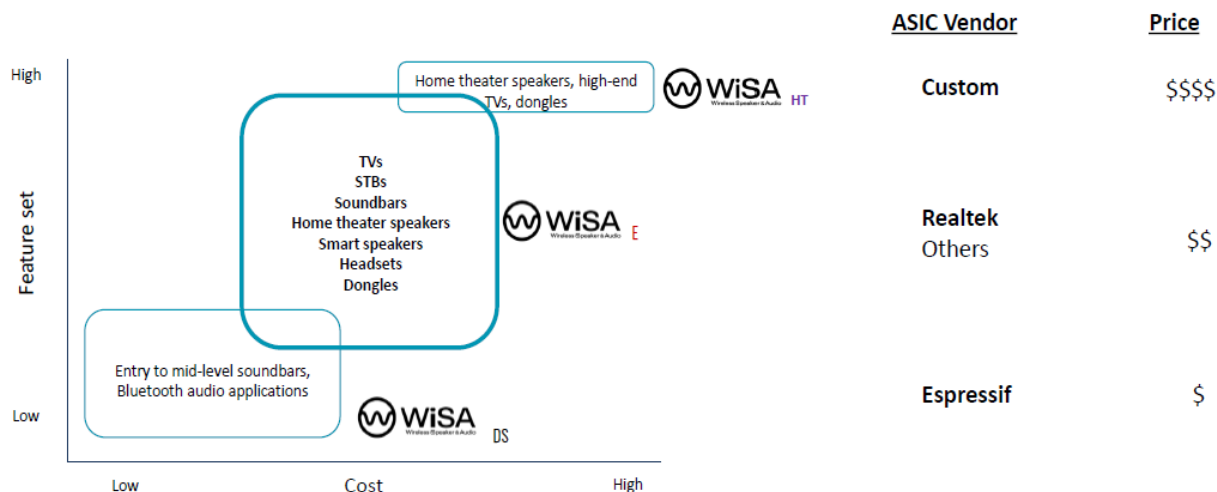 ASIC Vendor Price
High
Home theater speakers, high-end
TVs, dongles
WiSA
Wireless Speaker & Audio
HT
Custom $$$$
TVs
STBs
Soundbars
Home theater speakers
Smart speakers
Headsets
Dongles
WiSA
Wireless Speaker & Audio
E
Realtek
Others
$$
Feature set
Entry to mid-level soundbars,
Bluetooth audio applications
WiSA
Wireless Speaker & Audio
DS
Espressif $
Low
Low Cost High